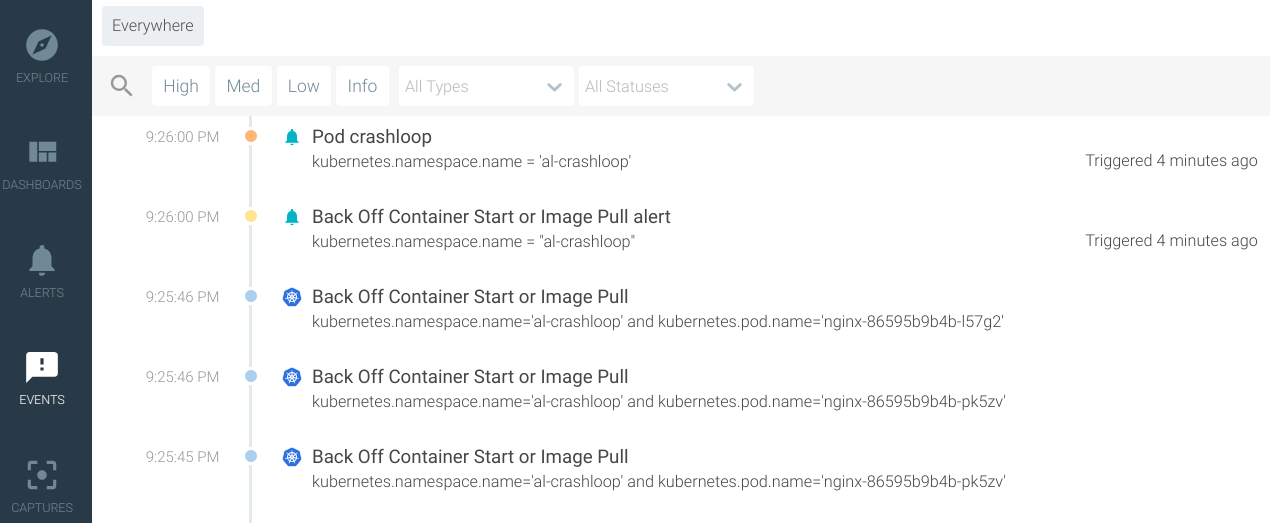 Everywhere
EXPLORE
High Med Low Info All Types All Statuses
9:26:00 PM Pod crashloop
kubernetes.namespace.name = 'al-crashloop' Triggered 4 minutes ago
DASHBOARDS
9:26:00 PM Back Off Container Start or Image Pull alert
kubernetes.namespace.name = "al-crashloop" Triggered 4 minutes ago
ALERTS
9:25:46 PM Back Off Container Start or Image Pull
kubernetes.namespace.name='al-crashloop' and kubernetes.pod.name='nginx-86595b9b4b-l57g2'
9:25:46 PM Back Off Container Start or Image Pull
EVENTS
kubernetes.namespace.name='al-crashloop' and kubernetes.pod.name='nginx-86595b9b4b-pk5zv'
9:25:45 PM Back Off Container Start or Image Pull
kubernetes.namespace.name='al-crashloop' and kubernetes.pod.name='nginx-86595b9b4b-pk5zv'
CAPTURES